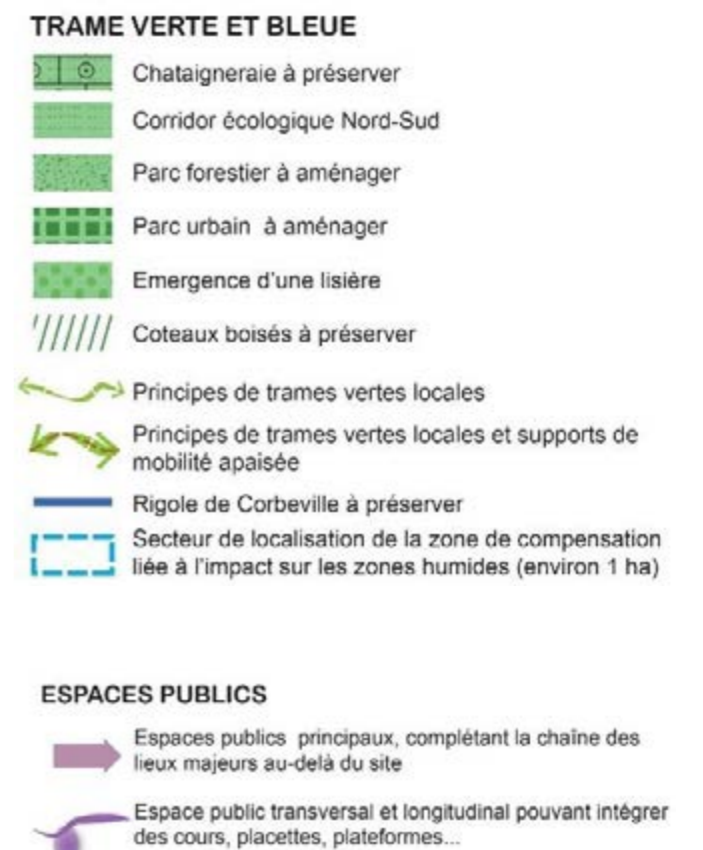 TRAME VERTE ET BLEUE
Chataigneraie à préserver
Corridor écologique Nord-Sud
Parc forestier à aménager
Parc urbain à aménager
Emergence d'une lisière
Coteaux boisés à préserver
Principes de trames vertes locales
Principes de trames vertes locales et supports de
mobilité apaisée
Rigole de Corbeville à préserver
Secteur de localisation de la zone de compensation
liée à l'impact sur les zones humides (environ 1 ha)
ESPACES PUBLICS
Espaces publics principaux, complétant la chaîne des
lieux majeurs au-delà du site
Espace public transversal et longitudinal pouvant intégrer
des cours, placettes, plateformes...